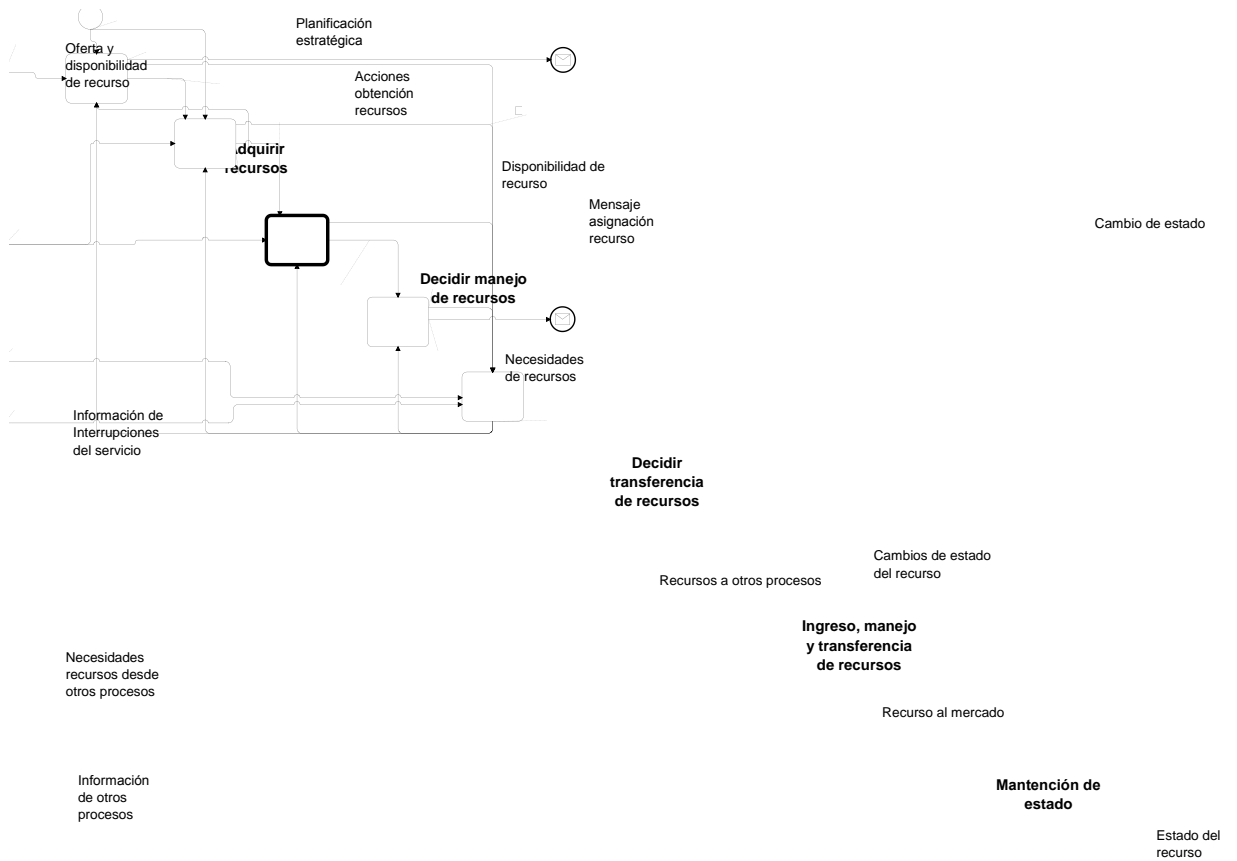 Planificación
estratégica
Oferta y
disponibilidad
de recurso
Acciones
obtención
recursos
Adquirir
recursos
Disponibilidad de
recurso
Mensaje
asignación
recurso
Cambio de estado
Decidir manejo
de recursos
Necesidades
de recursos
Información de
Interrupciones
del servicio
Decidir
transferencia
de recursos
Cambios de estado
del recurso
Recursos a otros procesos
Ingreso, manejo
y transferencia
de recursos
Necesidades
recursos desde
otros procesos
Recurso al mercado
Información
de otros
procesos
Mantención de
estado
Estado del
recurso